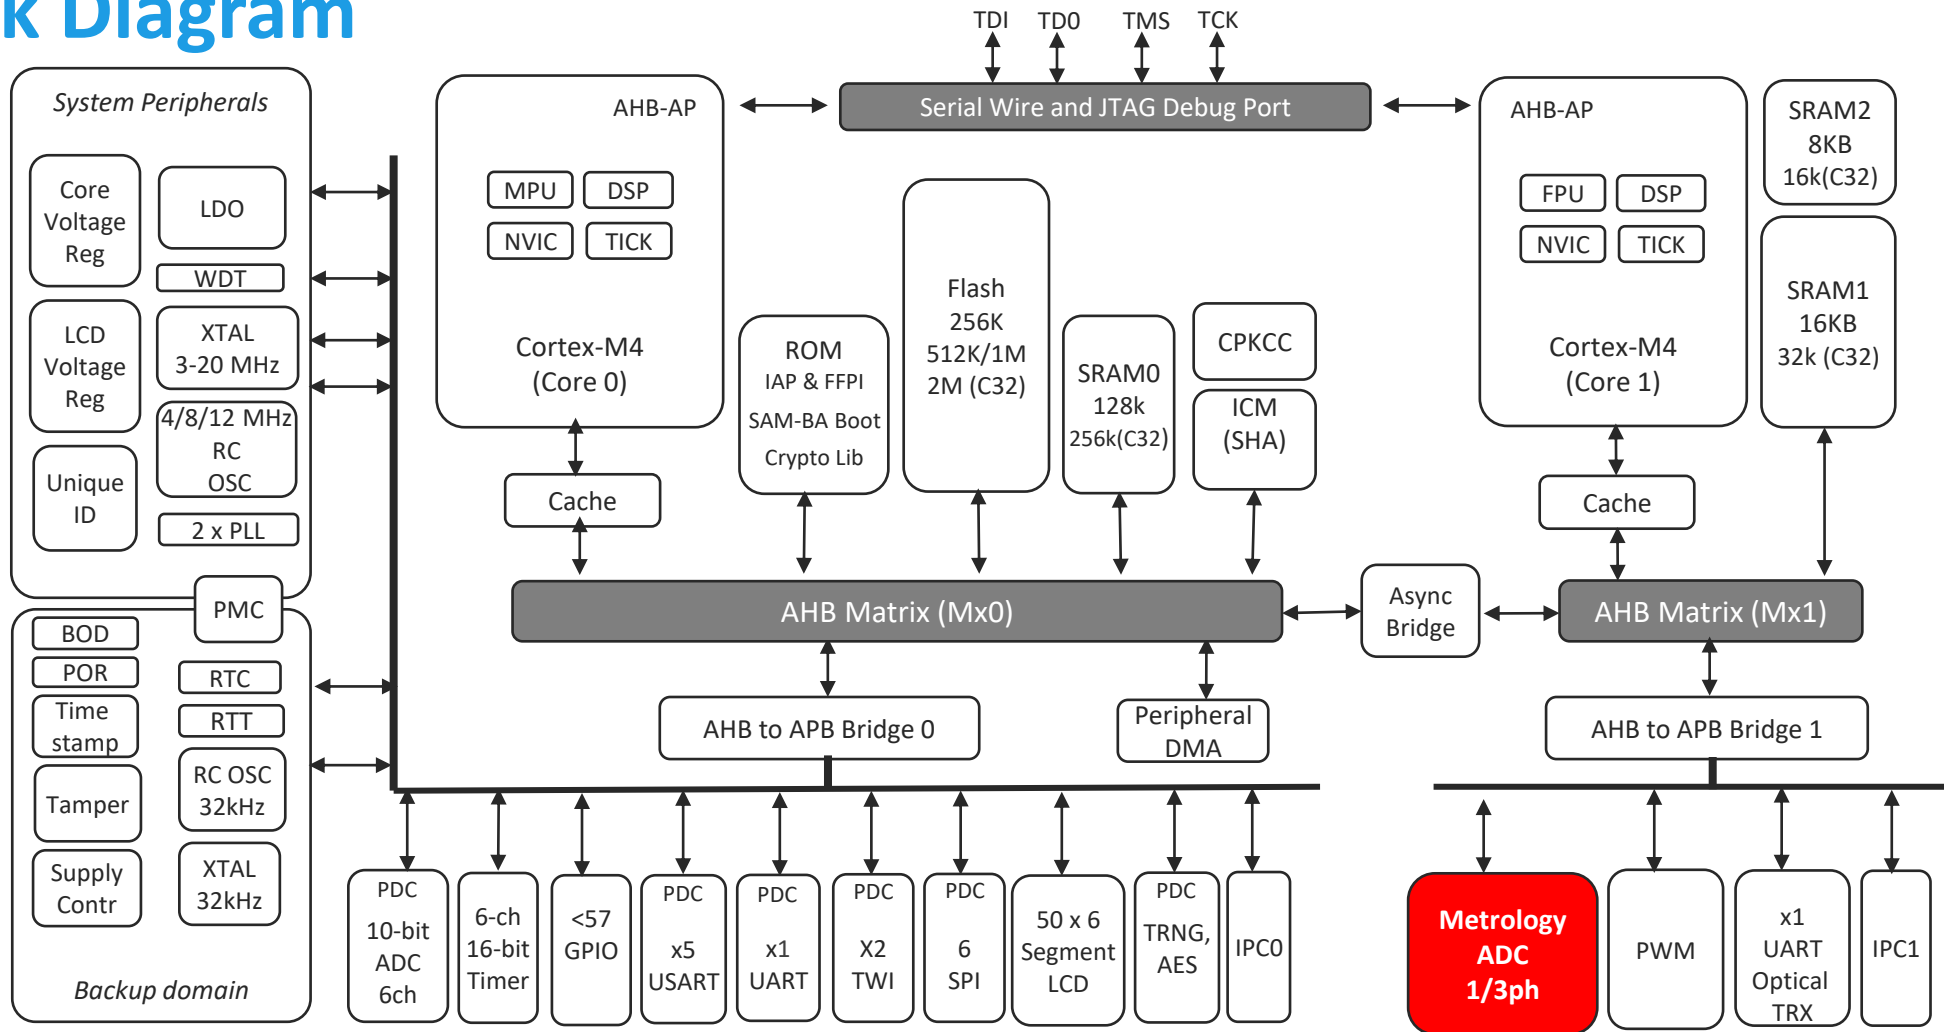 k Diagram
TDI
TD0
TMS
TCK
Serial Wire and JTAG Debug Port
System Peripherals
Core
Voltage
Reg
LDO
WDT
LCD
Voltage
Reg
XTAL
3-20 MHz
4/8/12 MHz
RC
OSC
Unique
ID
2 x PLL
PMC
BOD
POR
Time
stamp
Tamper
Supply
Contr
RTC
RTT
RC OSC
32kHz
XTAL
32kHz
Backup domain
AHB-AP
MPU
DSP
NVIC
TICK
Cortex-M4
(Core 0)
Cache
ROM
IAP & FFPI
SAM-BA Boot
Crypto Lib
Flash
256K
512K/1M
2M (C32)
SRAM0
128k
256k(C32)
CPKCC
ICM
(SHA)
AHB-AP
FPU
DSP
NVIC
TICK
Cortex-M4
(Core 1)
Cache
SRAM2
8KB
16k(C32)
SRAM1
16KB
32k (C32)
AHB Matrix (Mx0)
Async
Bridge
AHB Matrix (Mx1)
AHB to APB Bridge 0
Peripheral
DMA
AHB to APB Bridge 1
PDC
10-bit
ADC
6ch
6-ch
16-bit
Timer
<57
GPIO
PDC
x5
USART
PDC
x1
UART
PDC
X2
TWI
PDC
6
SPI
50 x 6
Segment
LCD
PDC
TRNG,
AES
IPC0
Metrology
ADC
1/3ph
PWM
x1
UART
Optical
TRX
IPC1